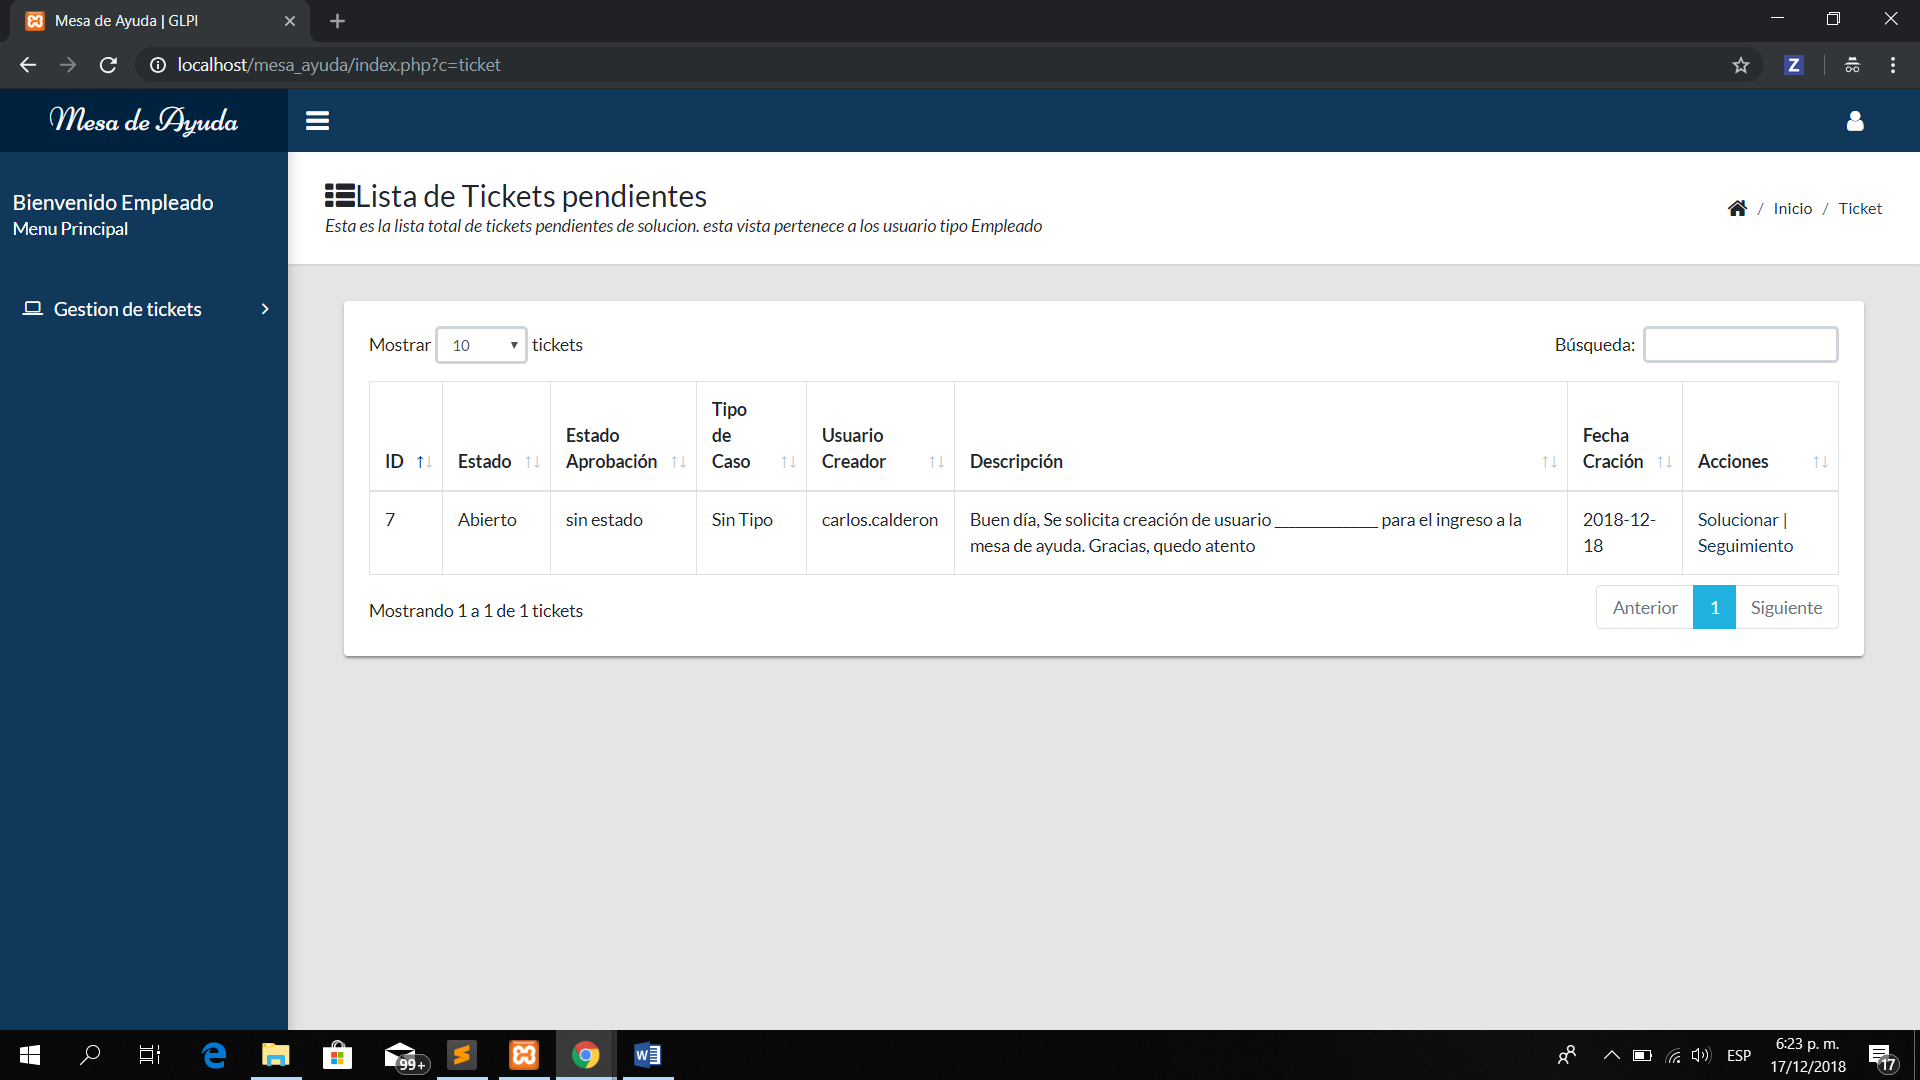 Mesa de Ayuda | GLPI
localhost/mesa_ayuda/index.php?c=ticket
Z
Mesa de Ayuda
Bienvenido Empleado
Menu Principal
Gestion de tickets
Lista de Tickets pendientes
Esta es la lista total de tickets pendientes de solucion. esta vista pertenece a los usuario tipo Empleado
/ Inicio / Ticket
Mostrar 10 tickets
Búsqueda:
ID
Estado
Estado
Aprobación
Tipo
de
Caso
Usuario
Creador
Descripción
Fecha
Cración
Acciones
7
Abierto
sin estado
Sin Tipo
carlos.calderon
Buen día, Se solicita creación de usuario ______________ para el ingreso a la
mesa de ayuda. Gracias, quedo atento
2018-12-
18
Solucionar |
Seguimiento
Mostrando 1 a 1 de 1 tickets
Anterior 1 Siguiente
99+
ESP
6:23 p. m.
17/12/2018
17